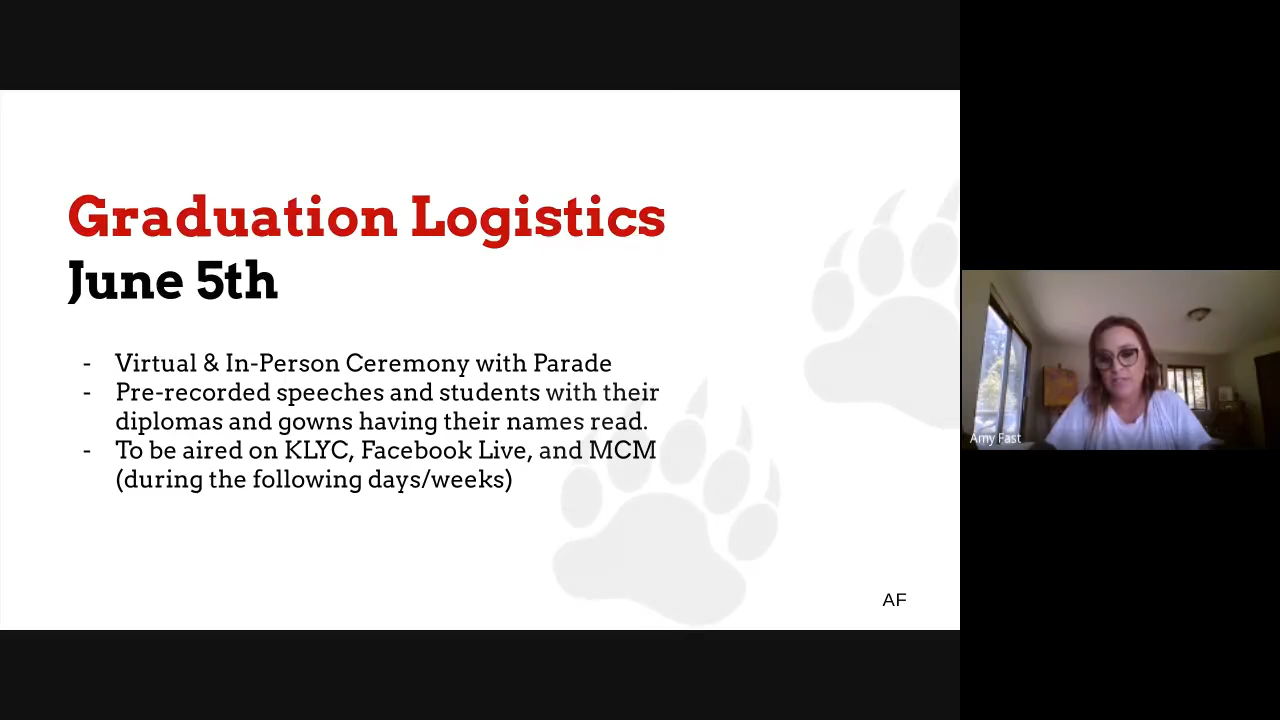 Graduation Logistics
June 5th
- Virtual & In-Person Ceremony with Parade
- Pre-recorded speeches and students with their
diplomas and gowns having their names read.
- To be aired on KLYC, Facebook Live, and MCM
(during the following days/weeks)
AF
Amy Fast